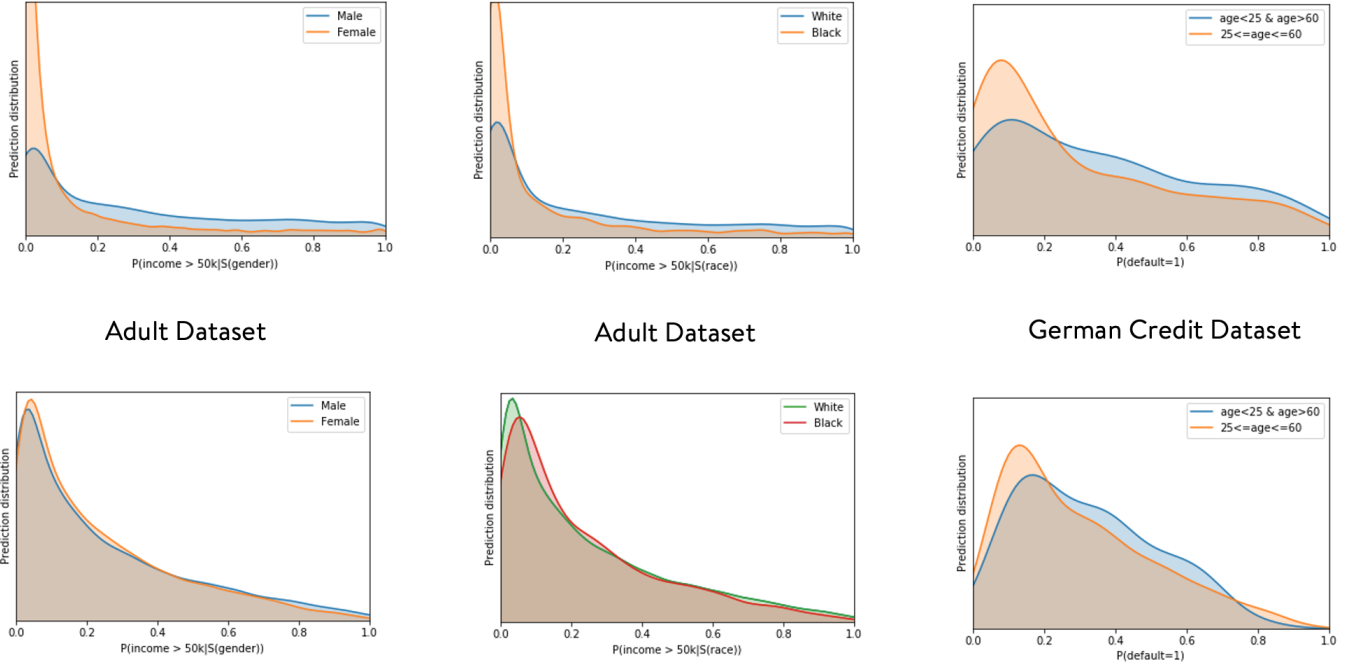 Male
Female
Prediction distribution
0.0 0.2 0.4 0.6 0.8 1.0
P(income > 50k|S(gender))
White
Black
Prediction distribution
0.0 0.2 0.4 0.6 0.8 1.0
P(income > 50k|S(race))
age<25 & age>60
25<=age<=60
Prediction distribution
0.0 0.2 0.4 0.6 0.8 1.0
P(default=1)
Adult Dataset
Adult Dataset
German Credit Dataset
Male
Female
Prediction distribution
0.0 0.2 0.4 0.6 0.8 1.0
P(income > 50k|S(gender))
White
Black
Prediction distribution
0.0 0.2 0.4 0.6 0.8 1.0
P(income > 50k|S(race))
age<25 & age>60
25<=age<=60
Prediction distribution
0.0 0.2 0.4 0.6 0.8 1.0
P(default=1)